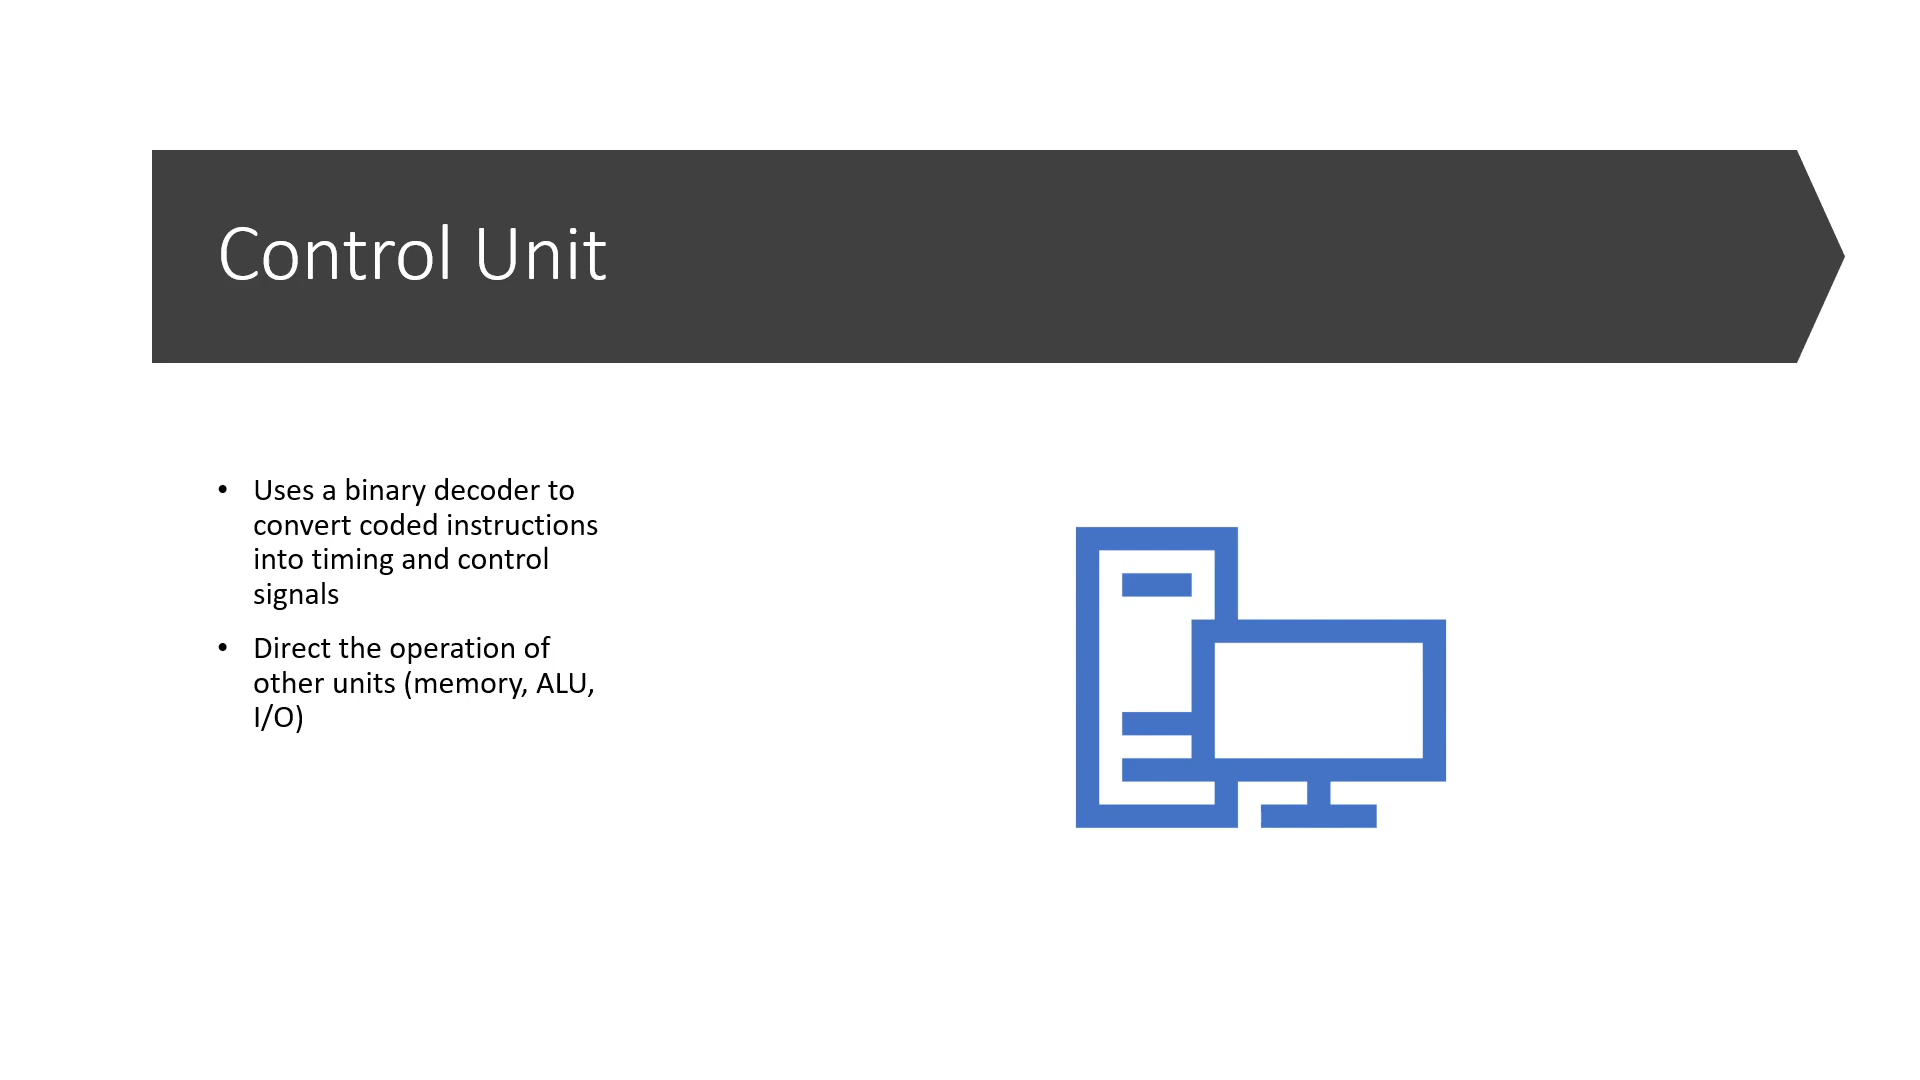 Control Unit
• Uses a binary decoder to
convert coded instructions
into timing and control
signals
• Direct the operation of
other units (memory, ALU,
I/O)